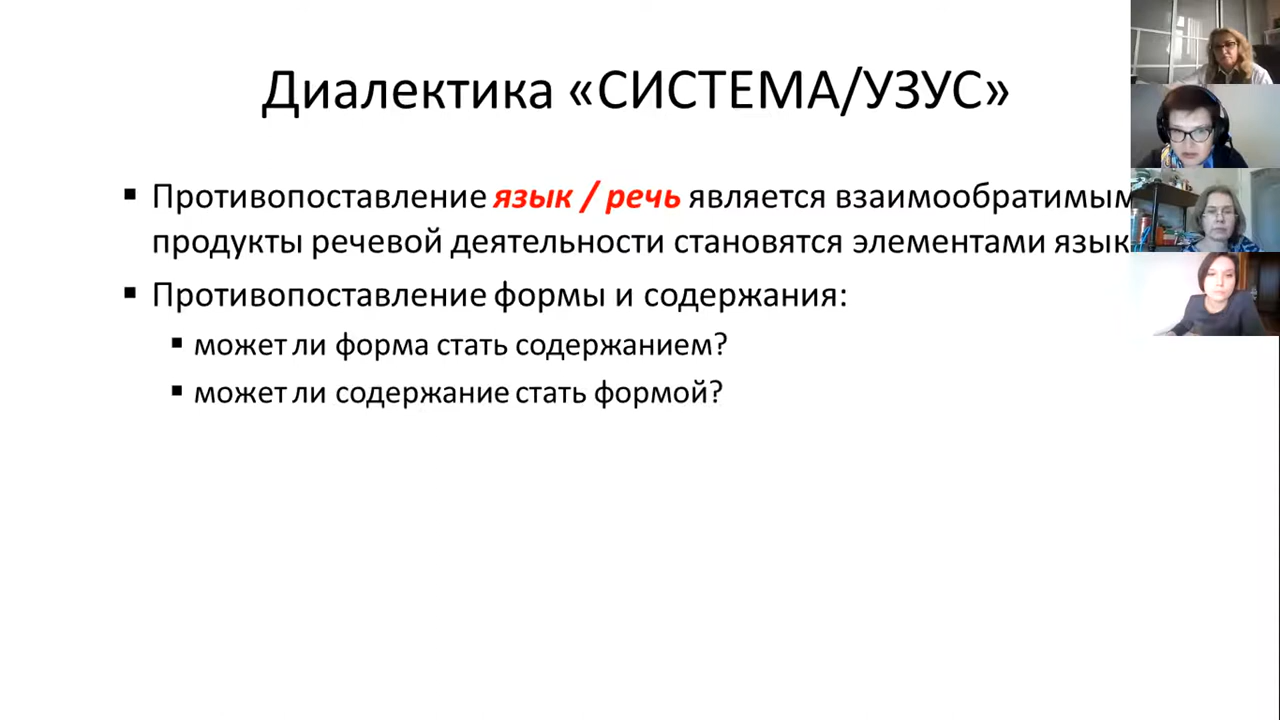 Диалектика «СИСТЕМА/УЗУС»
▪ Противопоставление язык / речь является взаимообратимым
продукты речевой деятельности становятся элементами язык
▪ Противопоставление формы и содержания:
▪ может ли форма стать содержанием?
▪ может ли содержание стать формой?